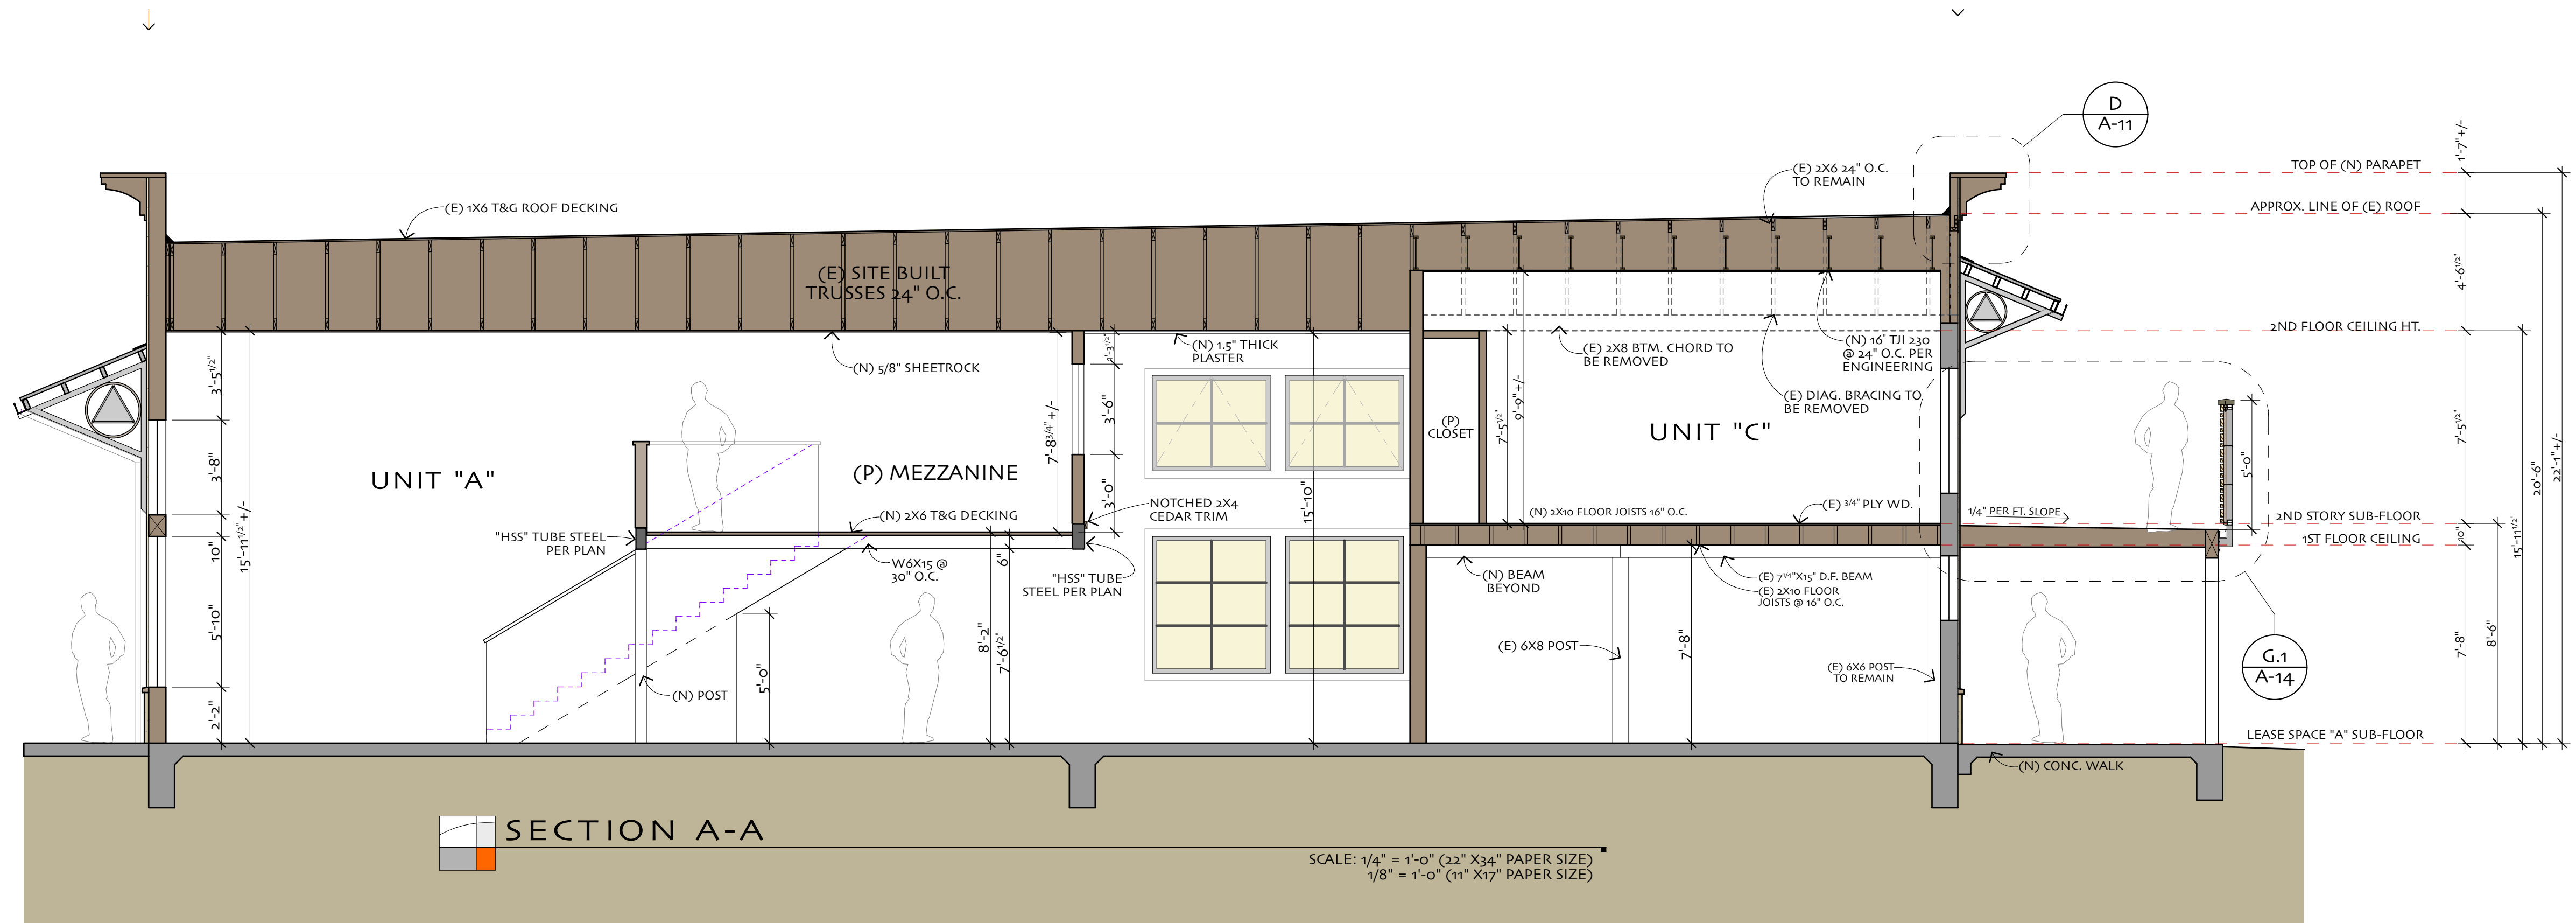 D
A-11
1'-7"+/-
TOP OF (N) PARAPET
(E) 2X6 24" O.C.
TO REMAIN
(E) 1X6 T&G ROOF DECKING
APPROX. LINE OF (E) ROOF
(E) SITE BUILT
TRUSSES 24" O.C.
4'-6 1/2"
2ND FLOOR CEILING HT.
(N) 1.5" THICK
PLASTER
(E) 2X8 BTM. CHORD TO
BE REMOVED
(N) 16" TJI 230
@ 24" O.C. PER
ENGINEERING
(N) 5/8" SHEETROCK
1'-3 1/2"
3'-5 1/2"
(E) DIAG. BRACING TO
BE REMOVED
9'-9" +/-
3'-6"
7'-8 3/4" +/-
7'-5 1/2"
(P)
CLOSET
UNIT "C"
7'-5 1/2"
22'-1"+/-
5'-0"
20'-6"
UNIT "A"
(P) MEZZANINE
3'-8"
3'-0"
15'-10"
NOTCHED 2X4
CEDAR TRIM
(E) 3/4" PLY WD.
(N) 2X10 FLOOR JOISTS 16" O.C.
1/4" PER FT. SLOPE
2ND STORY SUB-FLOOR
(N) 2X6 T&G DECKING
"HSS" TUBE STEEL
PER PLAN
1ST FLOOR CEILING
10"
15'-11 1/2"
15'-11 1/2" +/-
10"
6"
W6X15 @
30" O.C.
"HSS" TUBE
STEEL PER PLAN
(N) BEAM
BEYOND
(E) 7 1/4"X15" D.F. BEAM
(E) 2X10 FLOOR
JOISTS @ 16" O.C.
5'-10"
8'-2"
7'-6 1/2"
7'-8"
(E) 6X8 POST
7'-8"
8'-6"
(E) 6X6 POST
TO REMAIN
G.1
A-14
5'-0"
(N) POST
2'-2"
LEASE SPACE "A" SUB-FLOOR
(N) CONC. WALK
SECTION A-A
SCALE: 1/4" = 1'-0" (22" X34" PAPER SIZE)
1/8" = 1'-0" (11" X17" PAPER SIZE)